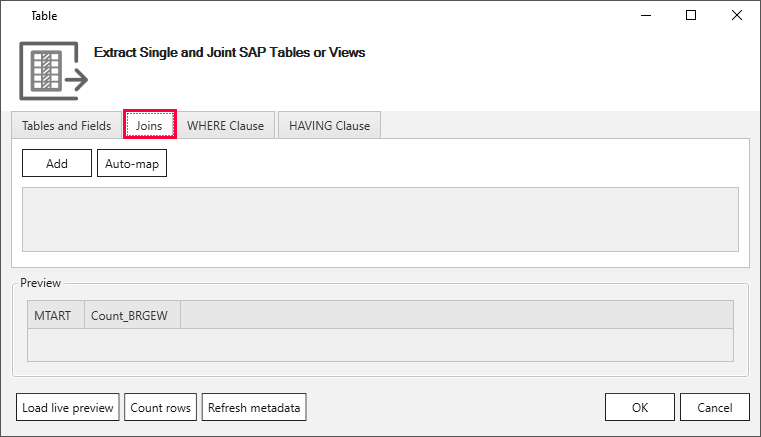 Table
Extract Single and Joint SAP Tables or Views
Tables and Fields Joins WHERE Clause HAVING Clause
Add Auto-map
Preview
MTART Count_BRGEW
Load live preview Count rows Refresh metadata OK Cancel